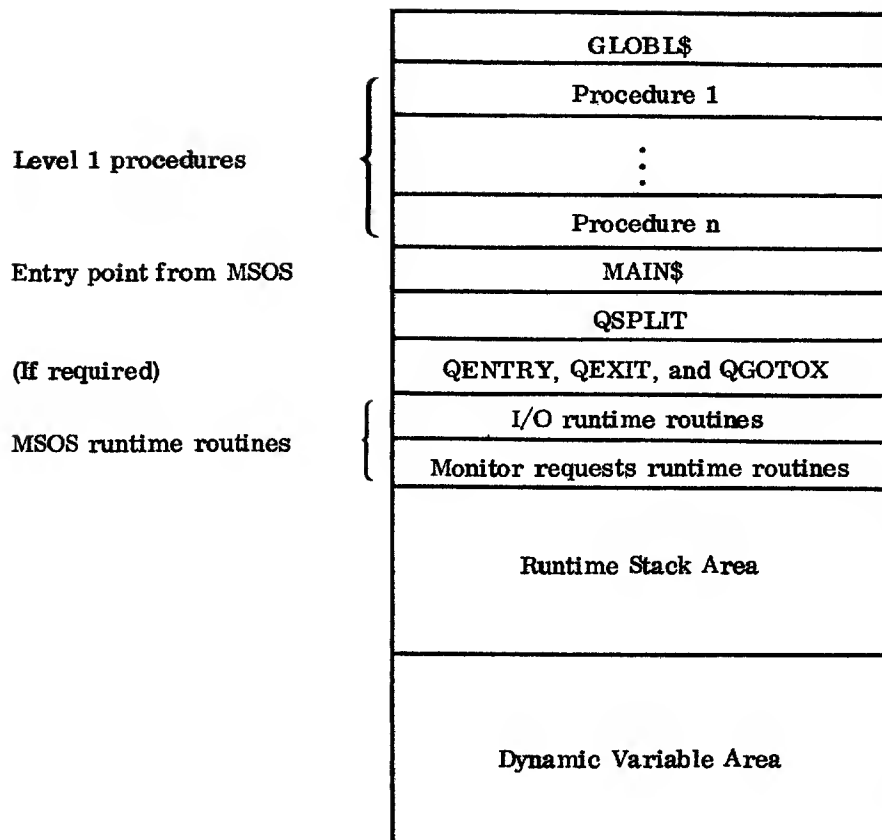 GLOBL$
Procedure 1
Level 1 procedures
Procedure n
Entry point from MSOS
MAIN$
QSPLIT
(If required)
QENTRY, QEXIT, and QGOTOX
I/O runtime routines
MSOS runtime routines
Monitor requests runtime routines
Runtime Stack Area
Dynamic Variable Area